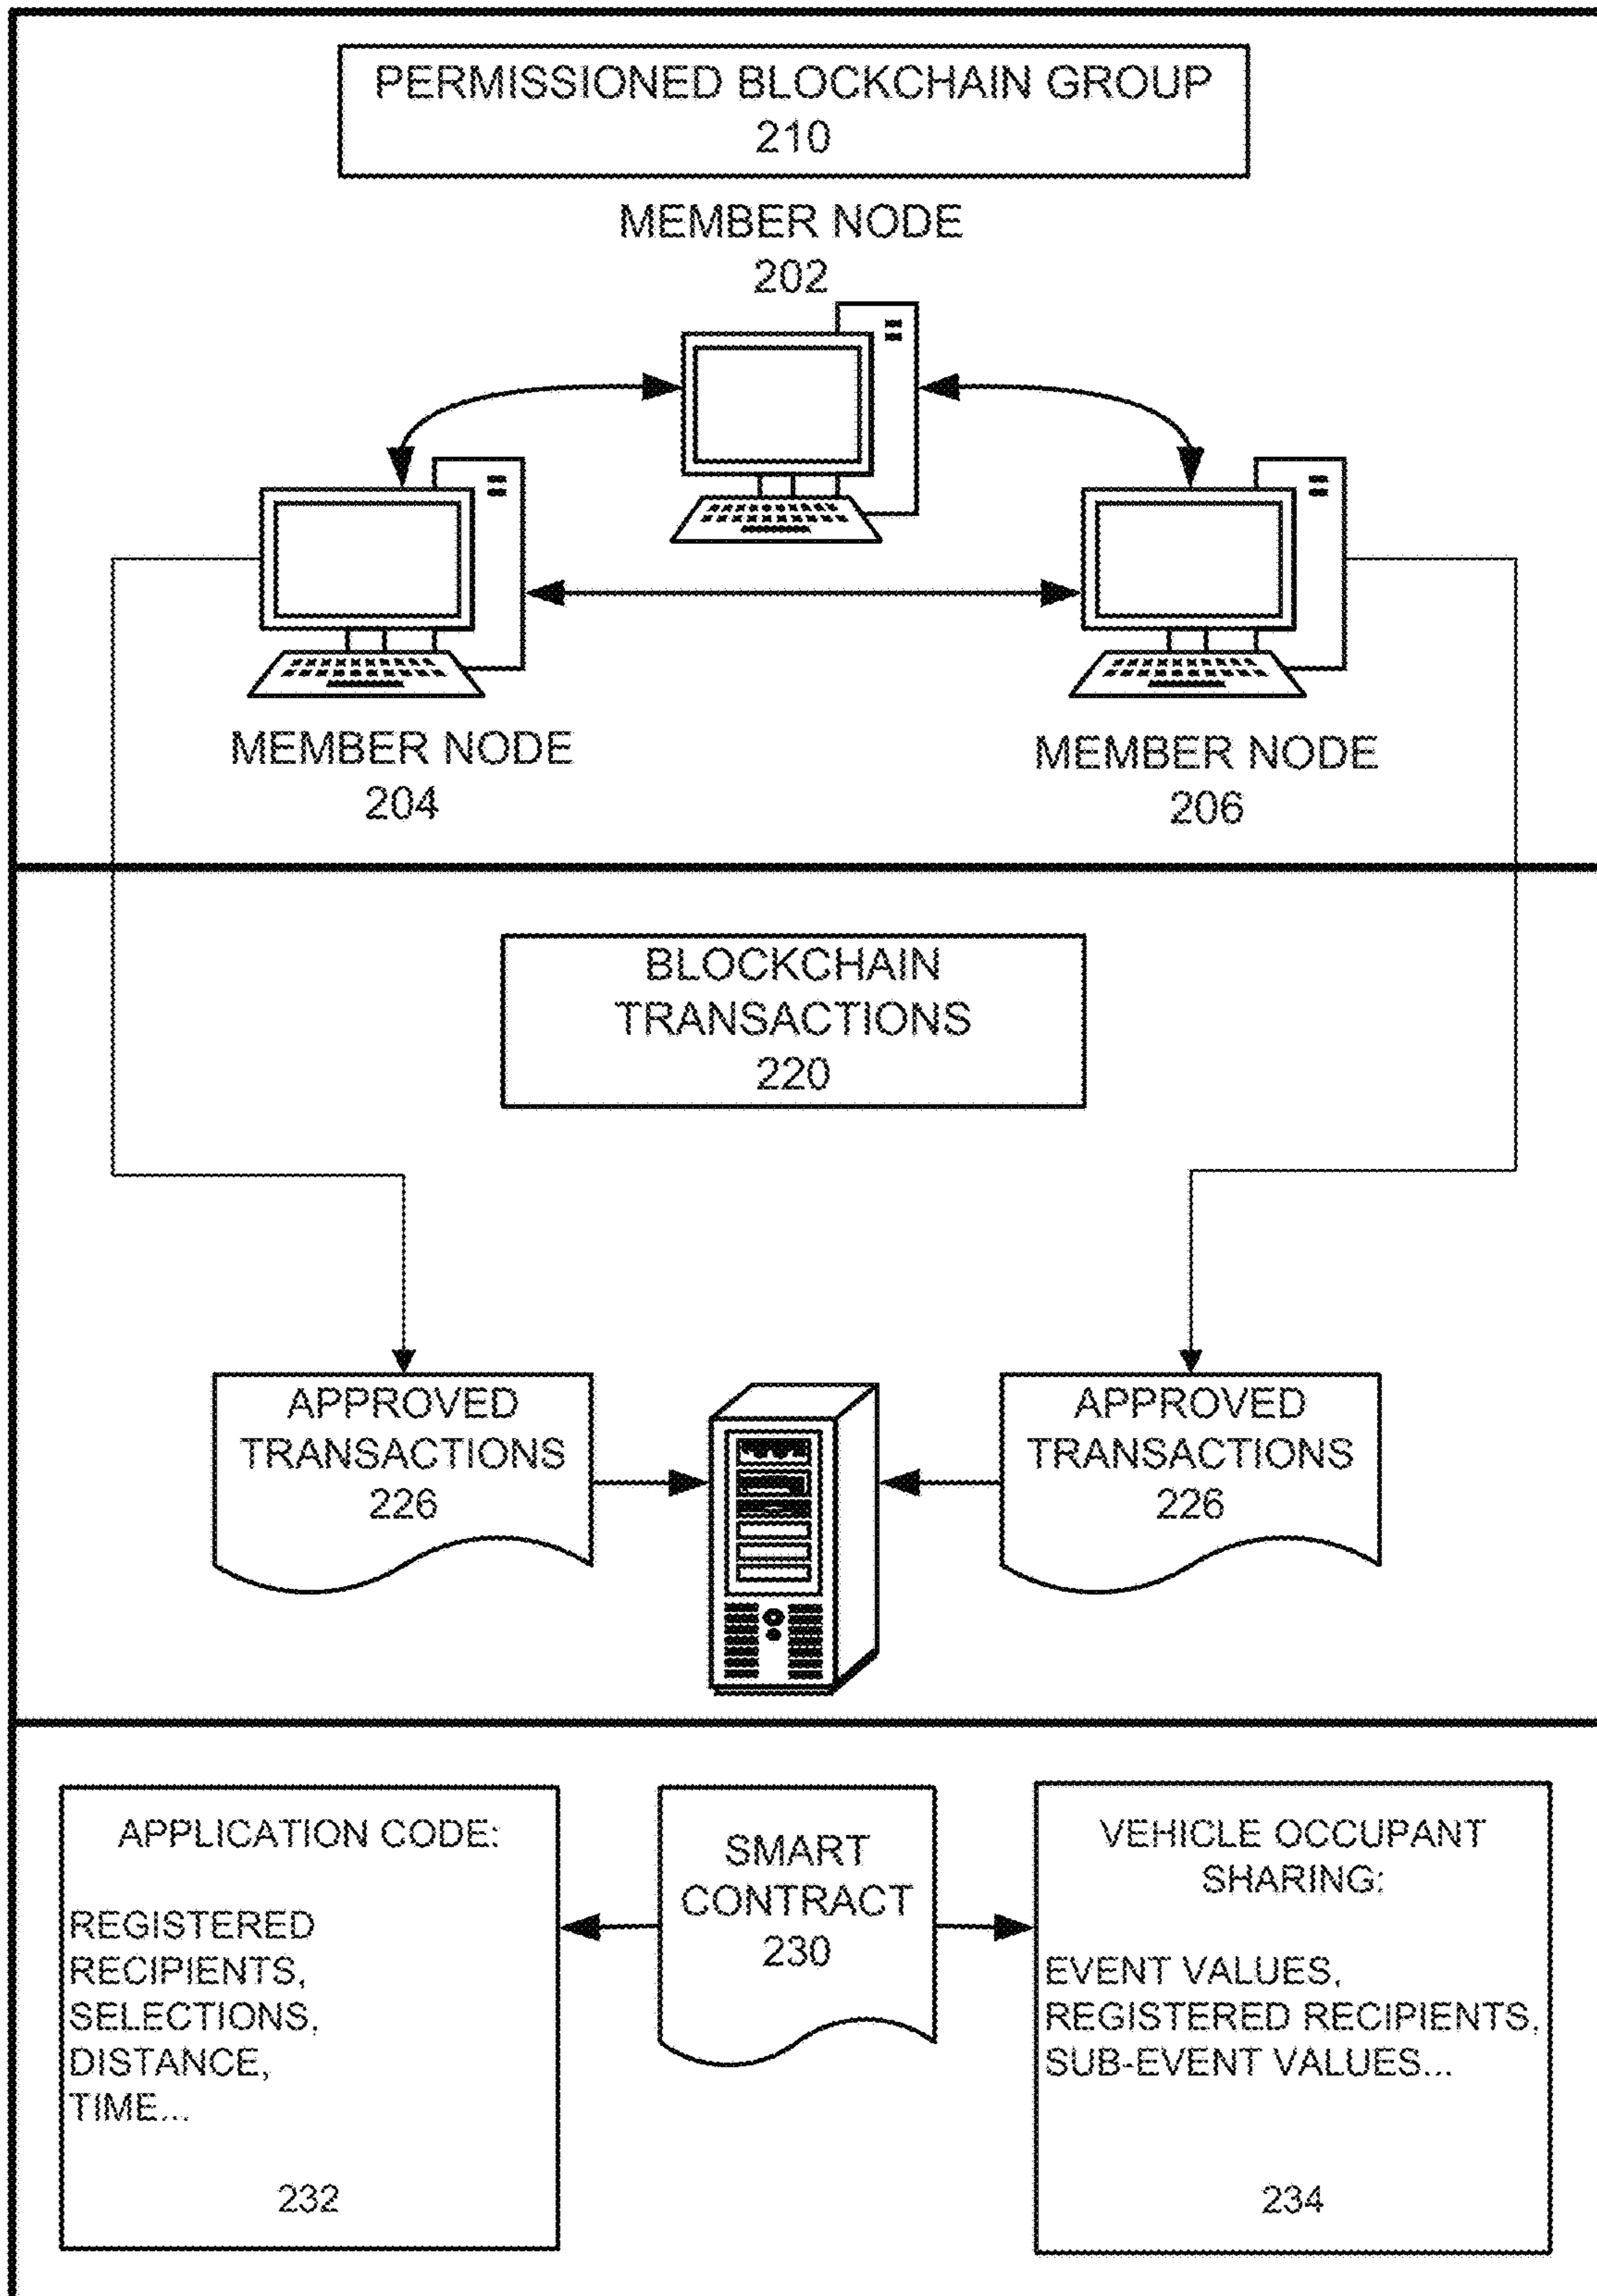 PERMISSIONED BLOCKCHAIN GROUP
210
MEMBER NODE
202
MEMBER NODE
204
MEMBER NODE
206
BLOCKCHAIN
TRANSACTIONS
220
APPROVED
TRANSACTIONS
226
APPROVED
TRANSACTIONS
226
APPLICATION CODE:
REGISTERED
RECIPIENTS,
SELECTIONS,
DISTANCE,
TIME...
232
SMART
CONTRACT
230
VEHICLE OCCUPANT
SHARING:
EVENT VALUES,
REGISTERED RECIPIENTS,
SUB-EVENT VALUES...
234